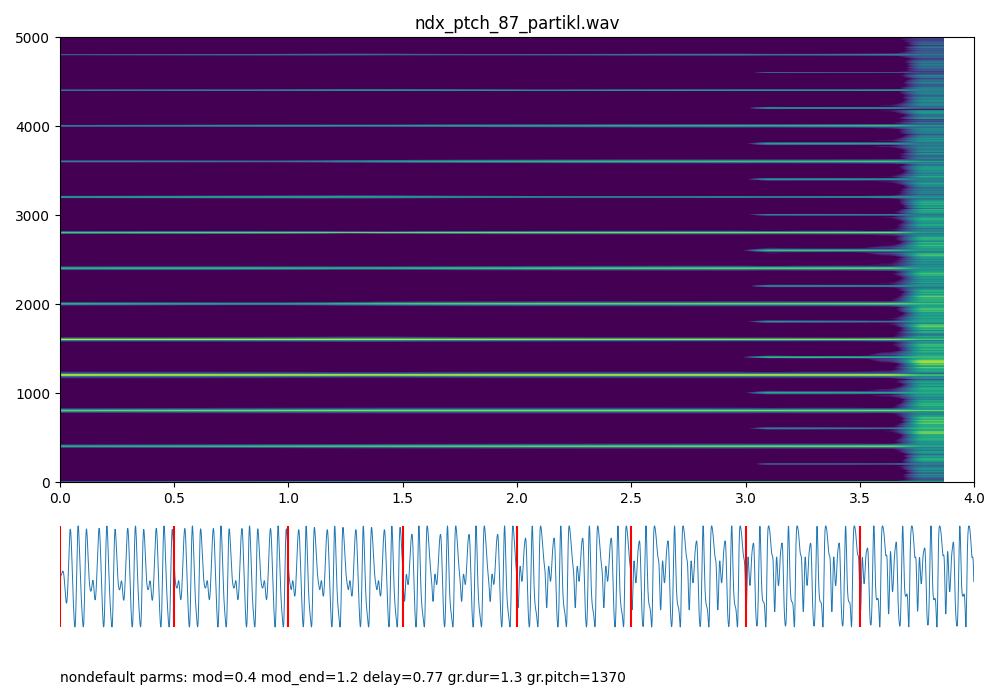 ndx_ptch_87_partikl.wav
5000
4000
3000
2000
1000
0
0.0 0.5 1.0 1.5 2.0 2.5 3.0 3.5 4.0
nondefault parms: mod=0.4 mod_end=1.2 delay=0.77 gr.dur=1.3 gr.pitch=1370